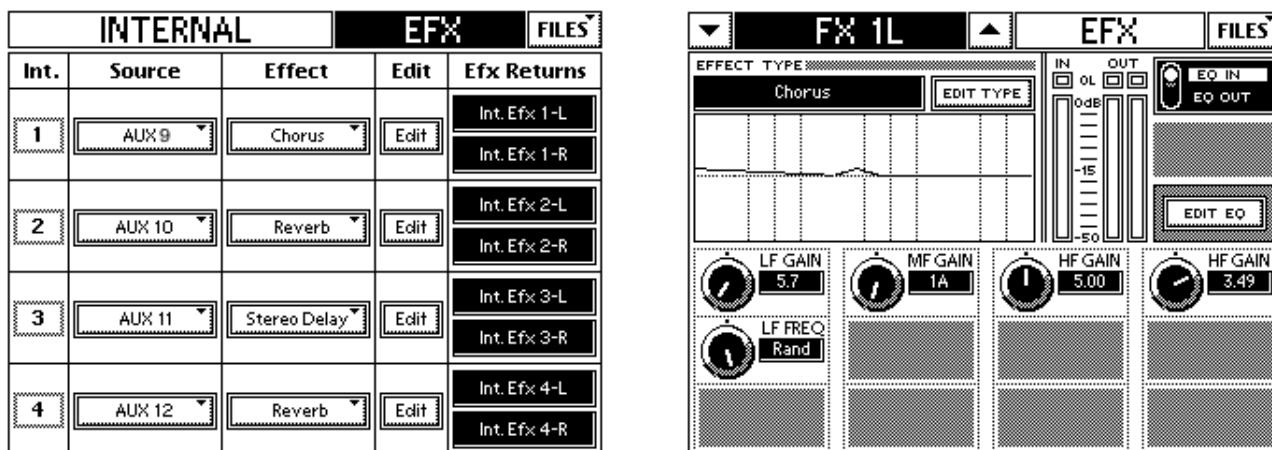 INTERNAL EFX FILES
Int. Source Effect Edit Efx Returns
1 AUX 9 Chorus Edit Int. Efx 1-L
Int. Efx 1-R
2 AUX 10 Reverb Edit Int. Efx 2-L
Int. Efx 2-R
3 AUX 11 Stereo Delay Edit Int. Efx 3-L
Int. Efx 3-R
4 AUX 12 Reverb Edit Int. Efx 4-L
Int. Efx 4-R
FX 1L EFX FILES
EFFECT TYPE IN OUT
Chorus EDIT TYPE OL EQ IN
0dB EQ OUT
-15
EDIT EQ
-50
LF GAIN MF GAIN HF GAIN HF GAIN
5.7 1A 5.00 3.49
LF FREQ
Rand